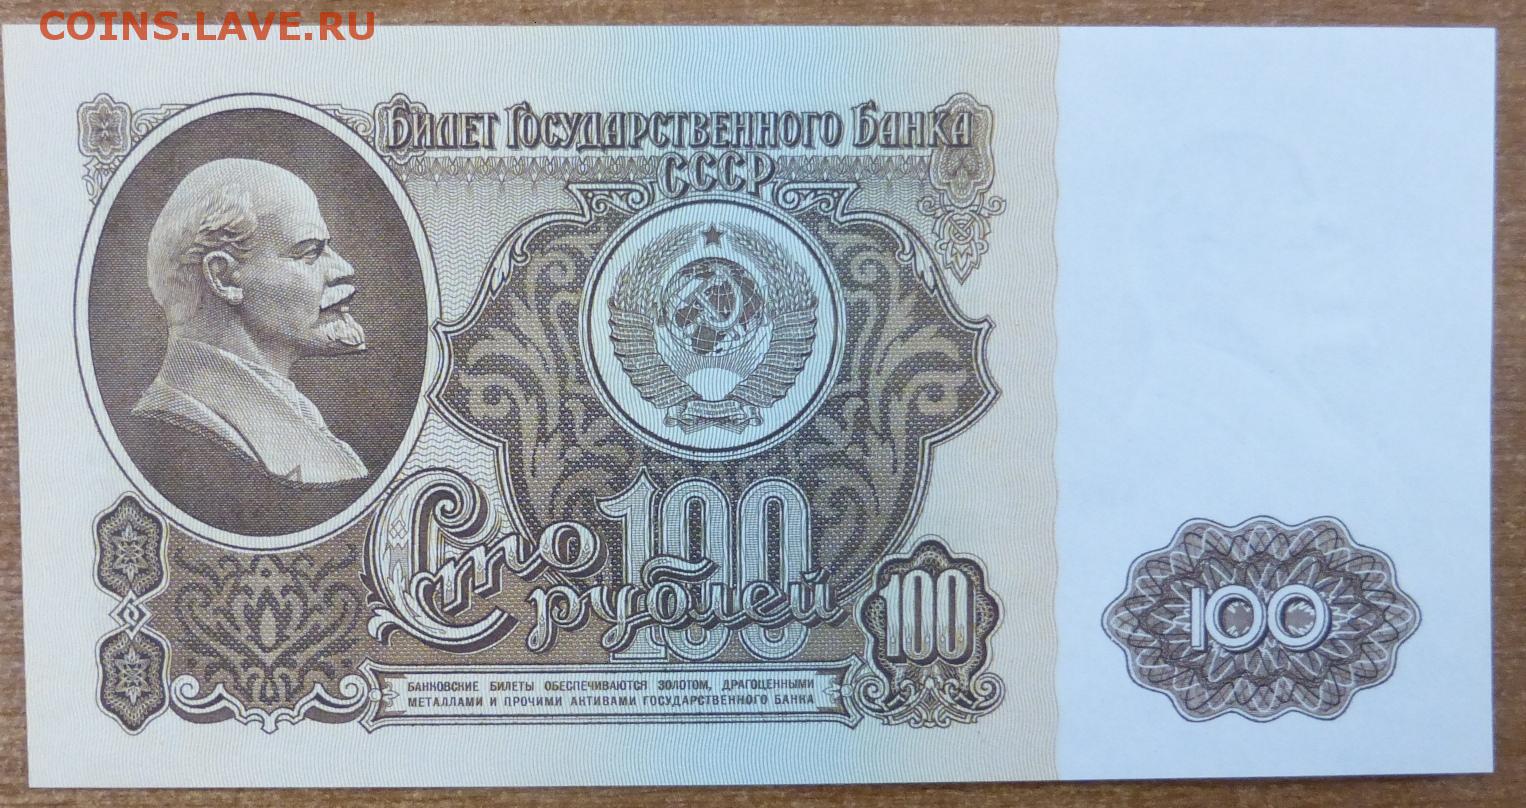 COINS.LAVE.RU
Билет Государственного Банка
СССР
Сто
100
рублей
100
100
БАНКОВСКИЕ БИЛЕТЫ ОБЕСПЕЧИВАЮТСЯ ЗОЛОТОМ, ДРАГОЦЕННЫМИ
МЕТАЛЛАМИ И ПРОЧИМИ АКТИВАМИ ГОСУДАРСТВЕННОГО БАНКА